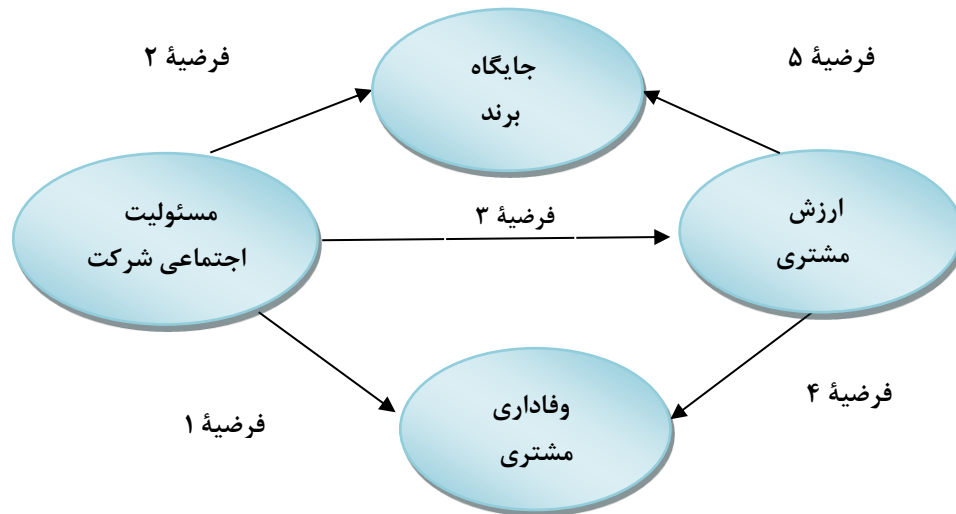 فرضیۀ ۲
جایگاه
برند
فرضیۀ ۵
مسئولیت
اجتماعی شرکت
فرضیۀ ۳
ارزش
مشتری
فرضیۀ ۱
وفاداری
مشتری
فرضیۀ ۴